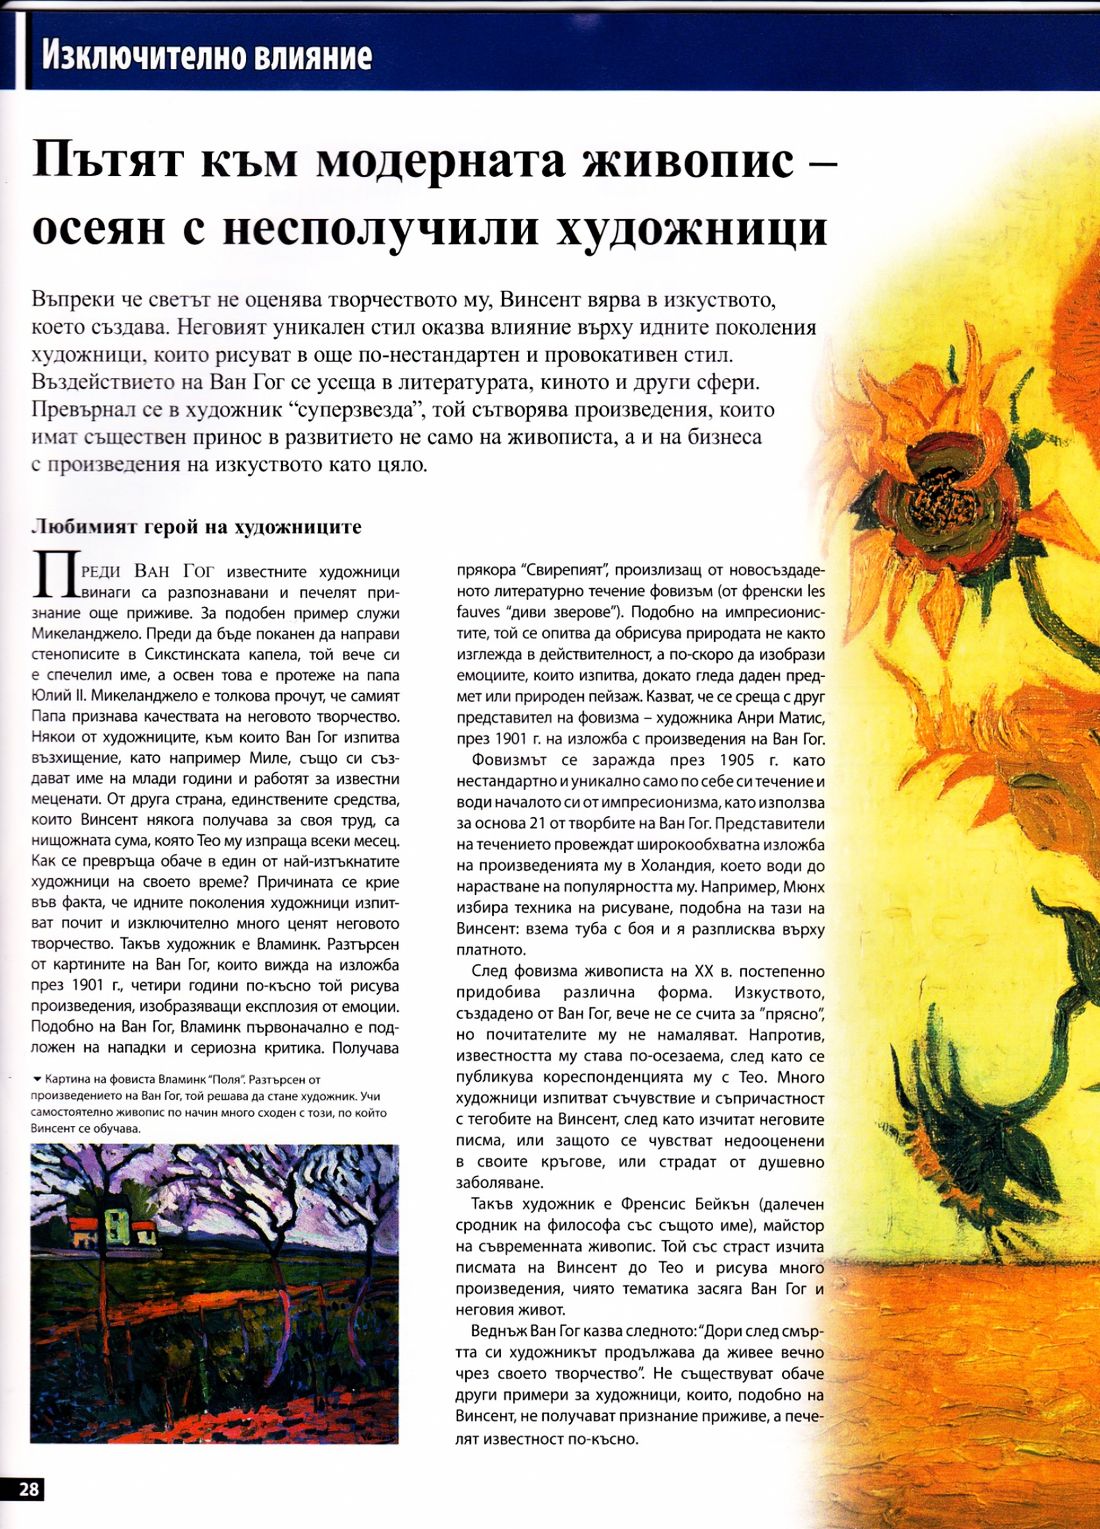 Изключително влияние
Пътят към модерната живопис –
осеян с несполучили художници
Въпреки че светът не оценява творчеството му, Винсент вярва в изкуството,
което създава. Неговият уникален стил оказва влияние върху идните поколения
художници, които рисуват в още по-нестандартен и провокативен стил.
Въздействието на Ван Гог се усеща в литературата, киното и други сфери.
Превърнал се в художник “суперзвезда”, той сътворява произведения, които
имат съществен принос в развитието не само на живописта, а и на бизнеса
с произведения на изкуството като цяло.
Любимият герой на художниците
Преди Ван Гог известните художници
винаги са разпознавани и печелят при-
знание още приживе. За подобен пример служи
Микеланджело. Преди да бъде поканен да направи
стенописите в Сикстинската капела, той вече си
е спечелил име, а освен това е протеже на папа
Юлий II. Микеланджело е толкова прочут, че самият
Папа признава качествата на неговото творчество.
Някои от художниците, към които Ван Гог изпитва
възхищение, като например Миле, също си съз-
дават име на млади години и работят за известни
меценати. От друга страна, единствените средства,
които Винсент някога получава за своя труд, са
нищожната сума, която Тео му изпраща всеки месец.
Как се превръща обаче в един от най-изтъкнатите
художници на своето време? Причината се крие
във факта, че идните поколения художници изпит-
ват почит и изключително много ценят неговото
творчество. Такъв художник е Вламинк. Разтърсен
от картините на Ван Гог, които вижда на изложба
през 1901 г., четири години по-късно той рисува
произведения, изобразяващи експлозия от емоции.
Подобно на Ван Гог, Вламинк първоначално е под-
ложен на нападки и сериозна критика. Получава
▾ Картина на фовиста Вламинк “Поля”. Разтърсен от
произведението на Ван Гог, той решава да стане художник. Учи
самостоятелно живопис по начин много сходен с този, по който
Винсент се обучава.
прякора “Свирепият”, произлизащ от новосъздаде-
ното литературно течение фовизъм (от френски les
fauves “диви зверове”). Подобно на импресионис-
тите, той се опитва да обрисува природата не както
изглежда в действителност, а по-скоро да изобрази
емоциите, които изпитва, докато гледа даден пред-
мет или природен пейзаж. Казват, че се среща с друг
представител на фовизма – художника Анри Матис,
през 1901 г. на изложба с произведения на Ван Гог.
Фовизмът се заражда през 1905 г. като
нестандартно и уникално само по себе си течение и
води началото си от импресионизма, като използва
за основа 21 от творбите на Ван Гог. Представители
на течението провеждат широкообхватна изложба
на произведенията му в Холандия, което води до
нарастване на популярността му. Например, Мюнх
избира техника на рисуване, подобна на тази на
Винсент: взема туба с боя и я разплисква върху
платното.
След фовизма живописта на XX в. постепенно
придобива различна форма. Изкуството,
създадено от Ван Гог, вече не се счита за ”прясно”,
но почитателите му не намаляват. Напротив,
известността му става по-осезаема, след като се
публикува кореспонденцията му с Тео. Много
художници изпитват съчувствие и съпричастност
с тегобите на Винсент, след като изчитат неговите
писма, или защото се чувстват недооценени
в своите кръгове, или страдат от душевно
заболяване.
Такъв художник е Френсис Бейкън (далечен
сродник на философа със същото име), майстор
на съвременната живопис. Той със страст изчита
писмата на Винсент до Тео и рисува много
произведения, чиято тематика засяга Ван Гог и
неговия живот.
Веднъж Ван Гог казва следното: “Дори след смър-
тта си художникът продължава да живее вечно
чрез своето творчество”. Не съществуват обаче
други примери за художници, които, подобно на
Винсент, не получават признание приживе, а пече-
лят известност по-късно.
28